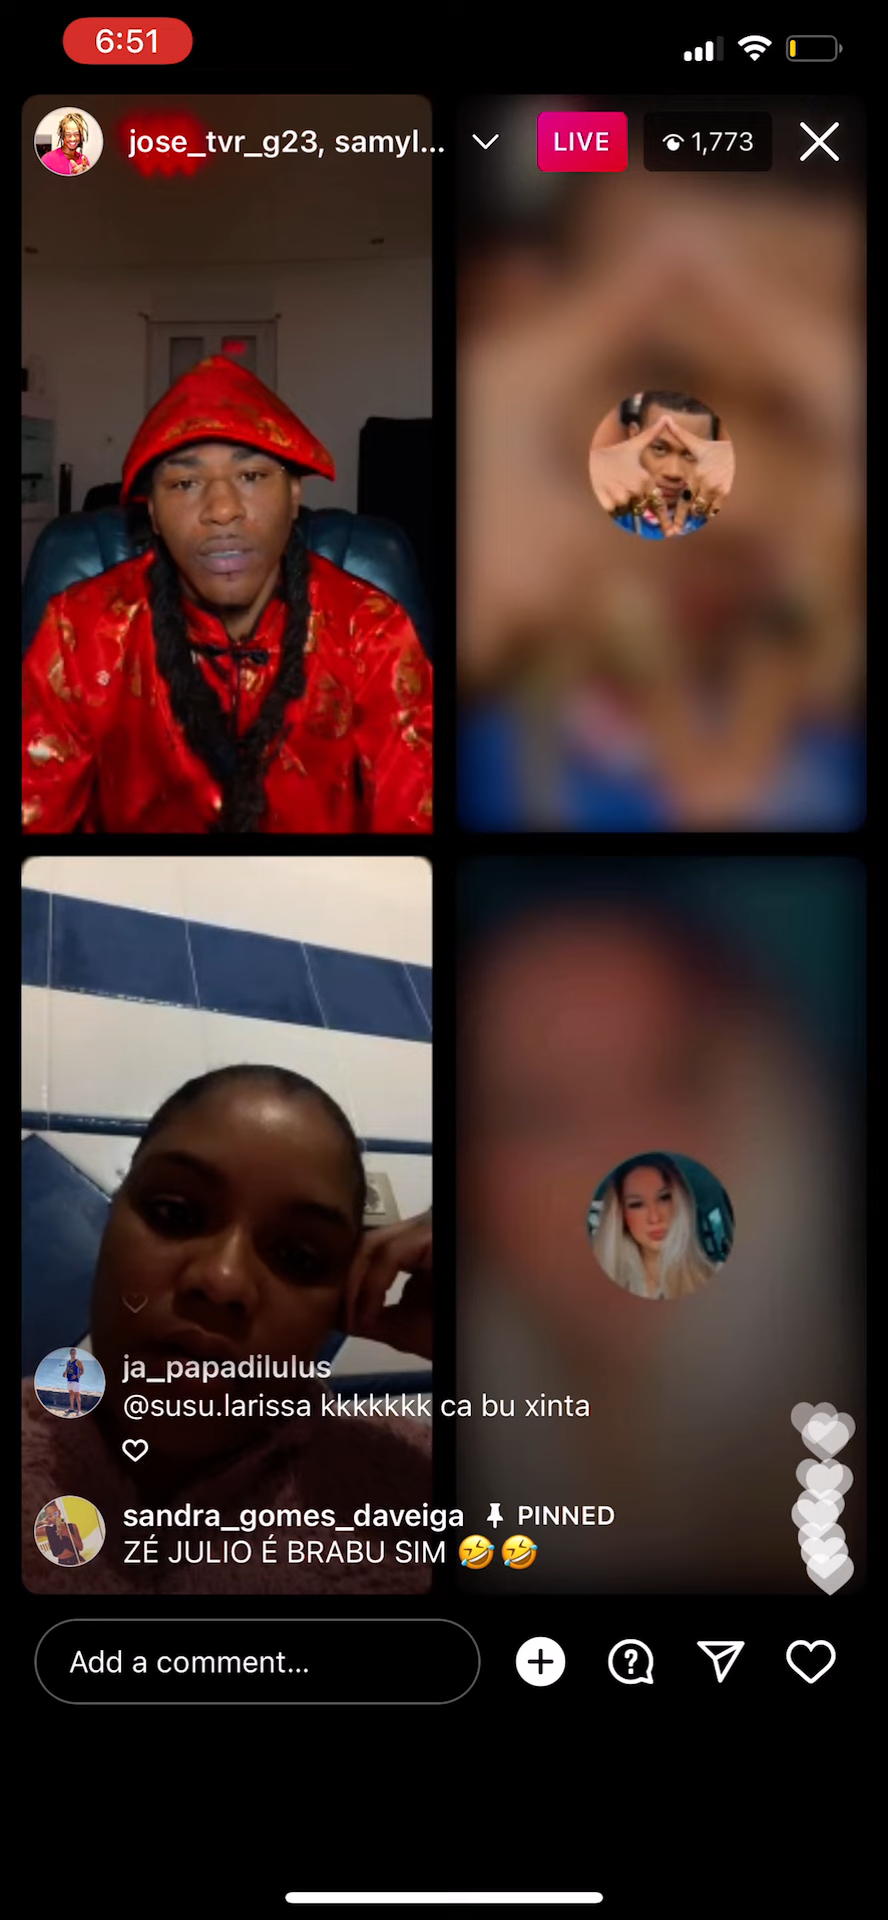 6:51
jose_tvr_g23, samyl...
LIVE
1,773
ja_papadilulus
@susu.larissa kkkkkkk ca bu xinta
sandra_gomes_daveiga PINNED
ZÉ JULIO É BRABU SIM 🤣🤣
Add a comment...